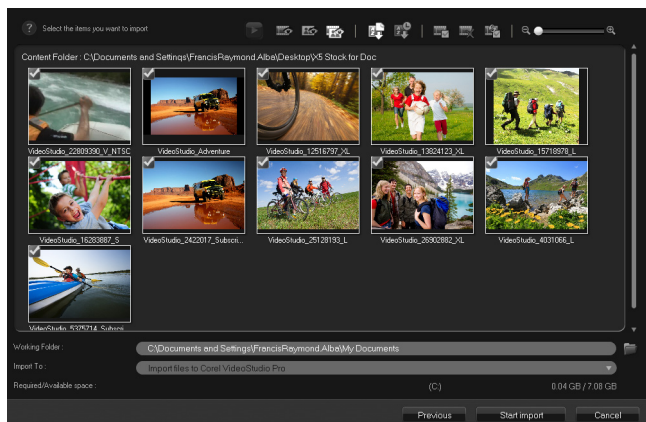 ? Select the items you want to import
Content Folder : C:\Documents and Settings\FrancisRaymond.Alba\Desktop\X5 Stock for Doc
VideoStudio_22809390_V_NTSC VideoStudio_Adventure VideoStudio_12516797_XL VideoStudio_13824123_XL VideoStudio_15718978_L
VideoStudio_16283887_S VideoStudio_2422017_Subscri... VideoStudio_25128193_L VideoStudio_26902882_XL VideoStudio_4031066_L
VideoStudio_5375714_Subscri
Working Folder : C:\Documents and Settings\FrancisRaymond.Alba\My Documents
Import To : Import files to Corel VideoStudio Pro
Required/Available space : (C:) 0.04 GB / 7.08 GB
Previous Start import Cancel